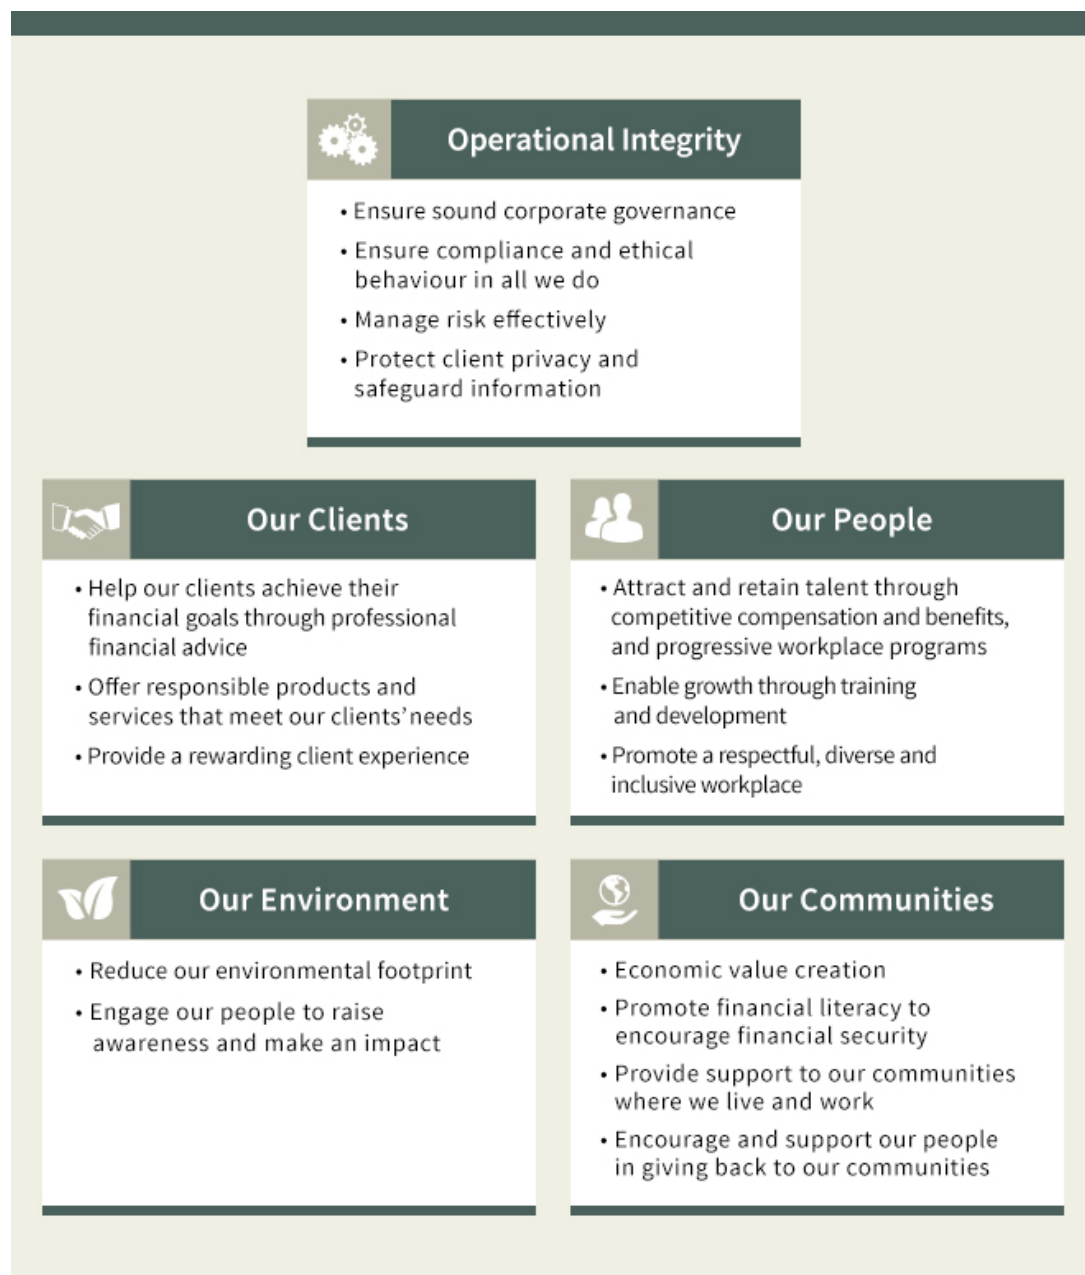 Operational Integrity
• Ensure sound corporate governance
• Ensure compliance and ethical
behaviour in all we do
• Manage risk effectively
• Protect client privacy and
safeguard information
Our Clients
• Help our clients achieve their
financial goals through professional
financial advice
• Offer responsible products and
services that meet our clients' needs
• Provide a rewarding client experience
Our People
• Attract and retain talent through
competitive compensation and benefits,
and progressive workplace programs
• Enable growth through training
and development
• Promote a respectful, diverse and
inclusive workplace
Our Environment
• Reduce our environmental footprint
• Engage our people to raise
awareness and make an impact
Our Communities
• Economic value creation
• Promote financial literacy to
encourage financial security
• Provide support to our communities
where we live and work
• Encourage and support our people
in giving back to our communities